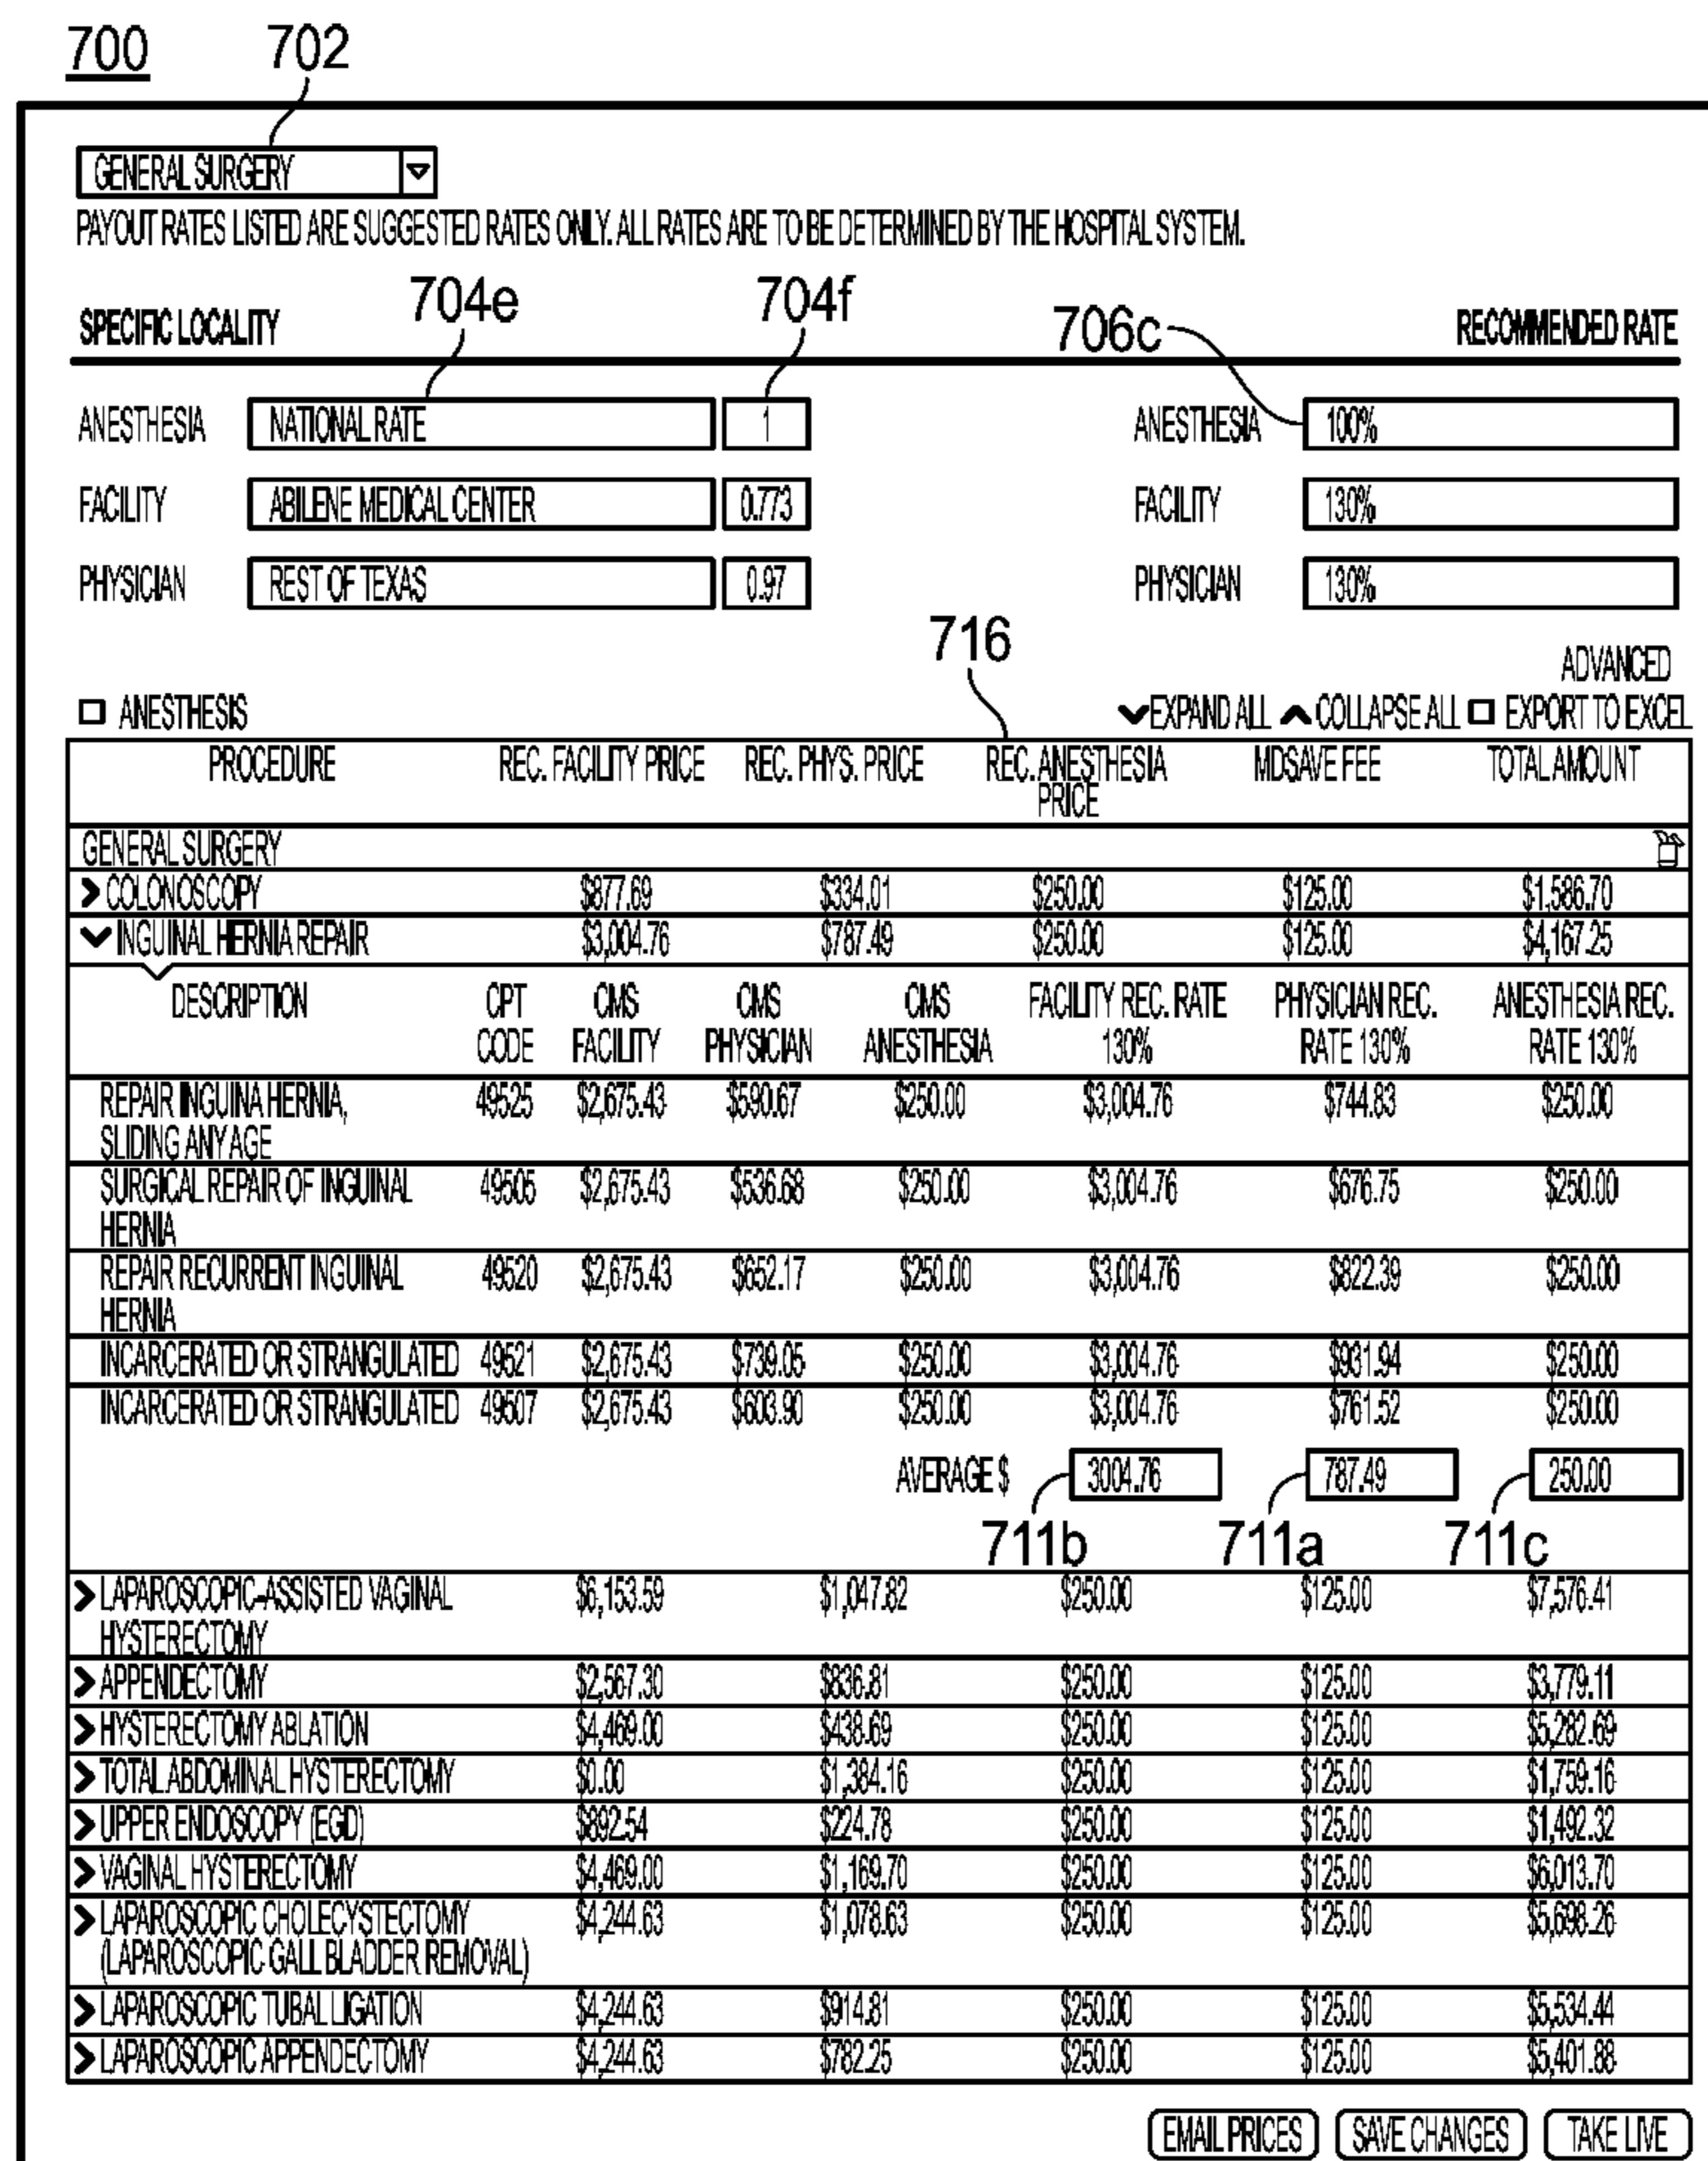 700 702
GENERAL SURGERY
PAYOUT RATES LISTED ARE SUGGESTED RATES ONLY. ALL RATES ARE TO BE DETERMINED BY THE HOSPITAL SYSTEM.
704e 704f 706c
SPECIFIC LOCALITY RECOMMENDED RATE
ANESTHESIA NATIONAL RATE 1 ANESTHESIA 100%
FACILITY ABILENE MEDICAL CENTER 0.773 FACILITY 130%
PHYSICIAN REST OF TEXAS 0.97 PHYSICIAN 130%
716
ADVANCED
ANESTHESIS EXPAND ALL COLLAPSE ALL EXPORT TO EXCEL
PROCEDURE REC. FACILITY PRICE REC. PHYS. PRICE REC. ANESTHESIA MDSAVE FEE TOTAL AMOUNT
PRICE
GENERAL SURGERY
COLONOSCOPY $877.69 $334.01 $250.00 $125.00 $1,586.70
INGUINAL HERNIA REPAIR $3,004.76 $787.49 $250.00 $125.00 $4,167.25
DESCRIPTION CPT CMS CMS CMS FACILITY REC. RATE PHYSICIAN REC. ANESTHESIA REC.
CODE FACILITY PHYSICIAN ANESTHESIA 130% RATE 130% RATE 130%
REPAIR INGUINA HERNIA, 49525 $2,675.43 $590.67 $250.00 $3,004.76 $744.83 $250.00
SLIDING ANY AGE
SURGICAL REPAIR OF INGUINAL 49505 $2,675.43 $536.68 $250.00 $3,004.76 $676.75 $250.00
HERNIA
REPAIR RECURRENT INGUINAL 49520 $2,675.43 $652.17 $250.00 $3,004.76 $822.39 $250.00
HERNIA
INCARCERATED OR STRANGULATED 49521 $2,675.43 $739.05 $250.00 $3,004.76 $931.94 $250.00
INCARCERATED OR STRANGULATED 49507 $2,675.43 $603.90 $250.00 $3,004.76 $761.52 $250.00
AVERAGE $ 3004.76 787.49 250.00
711b 711a 711c
LAPAROSCOPIC-ASSISTED VAGINAL $6,153.59 $1,047.82 $250.00 $125.00 $7,576.41
HYSTERECTOMY
APPENDECTOMY $2,567.30 $836.81 $250.00 $125.00 $3,779.11
HYSTERECTOMY ABLATION $4,469.00 $438.69 $250.00 $125.00 $5,282.69
TOTAL ABDOMINAL HYSTERECTOMY $0.00 $1,384.16 $250.00 $125.00 $1,759.16
UPPER ENDOSCOPY (EGD) $892.54 $224.78 $250.00 $125.00 $1,492.32
VAGINAL HYSTERECTOMY $4,469.00 $1,169.70 $250.00 $125.00 $6,013.70
LAPAROSCOPIC CHOLECYSTECTOMY $4,244.63 $1,078.63 $250.00 $125.00 $5,698.26
(LAPAROSCOPIC GALL BLADDER REMOVAL)
LAPAROSCOPIC TUBAL LIGATION $4,244.63 $914.81 $250.00 $125.00 $5,534.44
LAPAROSCOPIC APPENDECTOMY $4,244.63 $782.25 $250.00 $125.00 $5,401.88
EMAIL PRICES SAVE CHANGES TAKE LIVE